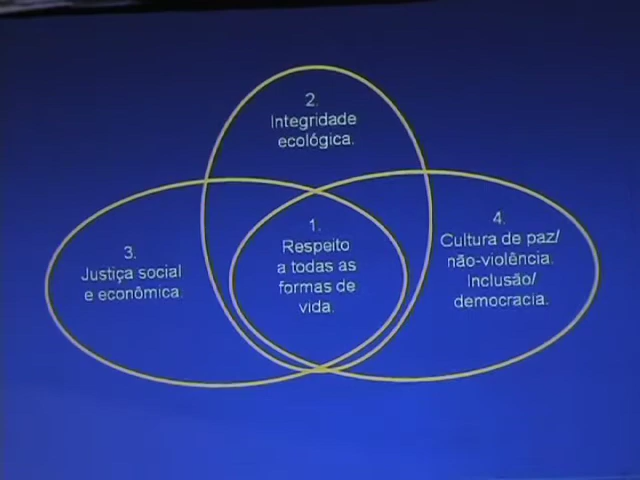 2.
Integridade
ecológica.
1.
Respeito
a todas as
formas de
vida.
3.
Justiça social
e econômica.
4.
Cultura de paz/
não-violência.
Inclusão/
democracia.